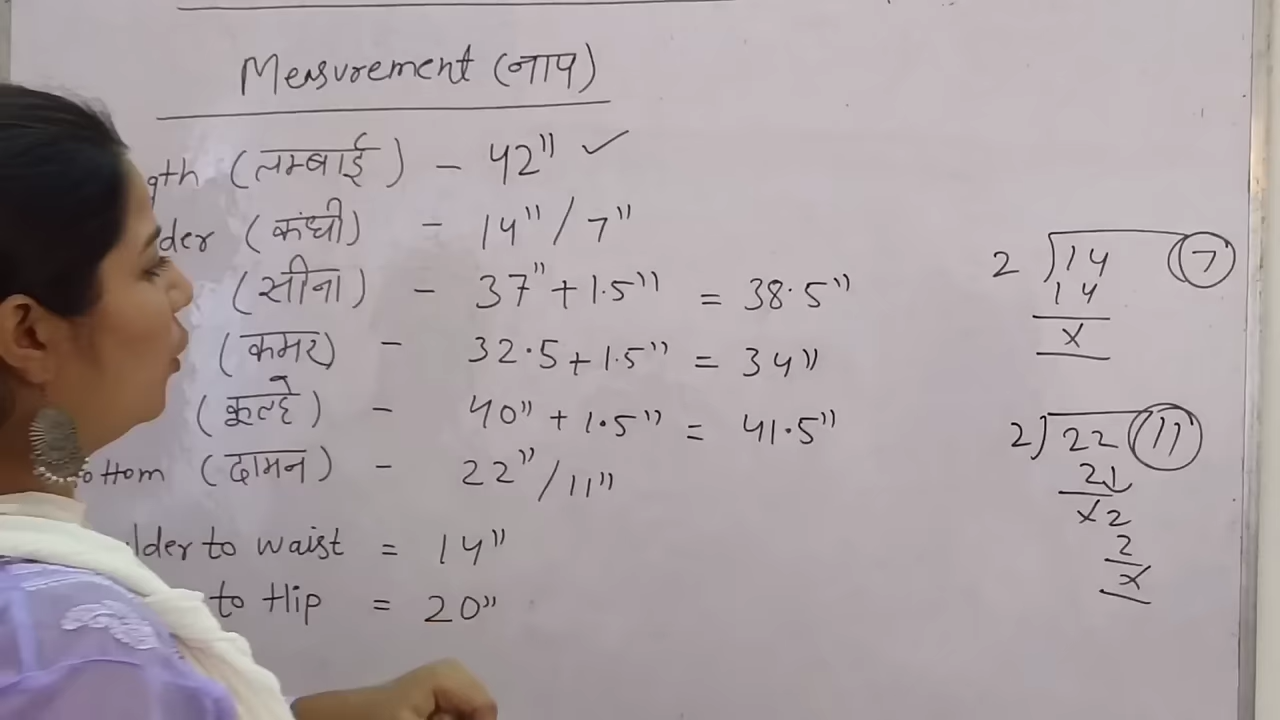 Measurement (नाप)
gth (लम्बाई) - 42" ✓
der (कंधी) - 14" / 7"
(सीना) - 37" + 1.5" = 38.5"
(कमर) - 32.5 + 1.5" = 34"
(कूल्हे) - 40" + 1.5" = 41.5"
ottom (दामन) - 22" / 11"
lder to waist = 14"
to Hip = 20"
2 ) 14 ( 7
14
x
2 ) 22 ( 11
2↓
x2
2
x